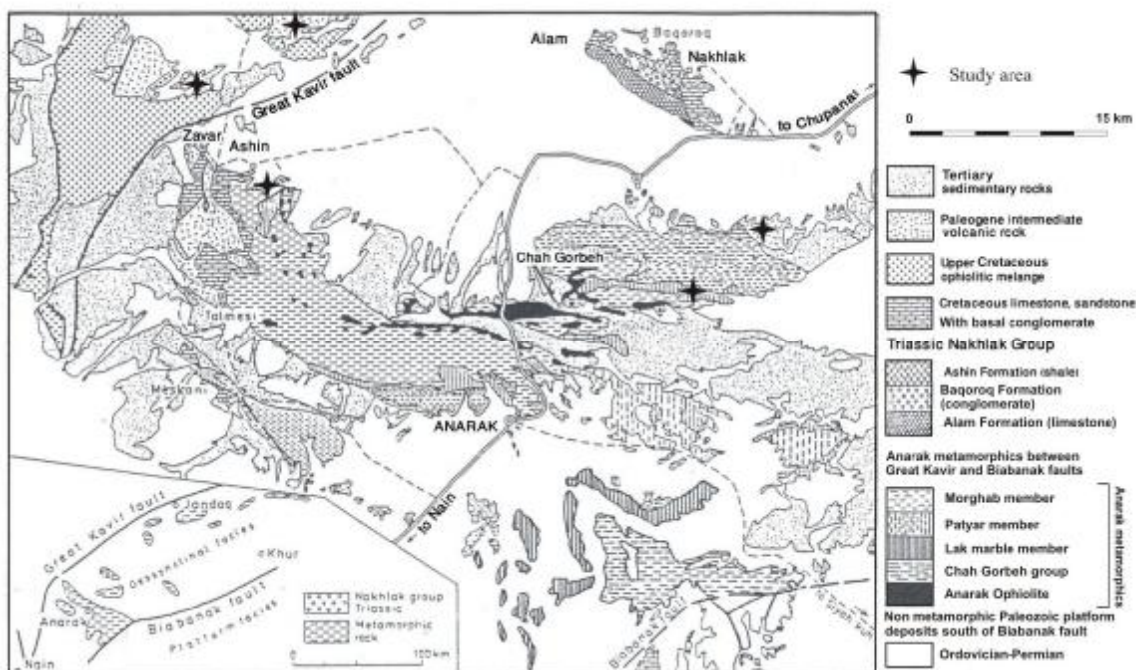 Alam
Baqoroq
Nakhlak
Great Kavir fault
to Chupanan
Zavar
Ashin
Chah Gorbeh
Talmesi
Meskani
ANARAK
to Nain
Biabanak fault
Great Kavir fault
Jandaq
Geosynclinal facies
Khur
Biabanak fault
Platform facies
Anarak
Nain
Nakhlak group
Triassic
Metamorphic
rock
0 100km
Study area
0 15 km
Tertiary
sedimentary rocks
Paleogene intermediate
volcanic rock
Upper Cretaceous
ophiolitic melange
Cretaceous limestone, sandstone
With basal conglomerate
Triassic Nakhlak Group
Ashin Formation (shale)
Baqoroq Formation
(conglomerate)
Alam Formation (limestone)
Anarak metamorphics between
Great Kavir and Biabanak faults
Morghab member
Patyar member
Lak marble member
Chah Gorbeh group
Anarak Ophiolite
Anarak metamorphics
Non metamorphic Paleozoic platform
deposits south of Biabanak fault
Ordovician-Permian